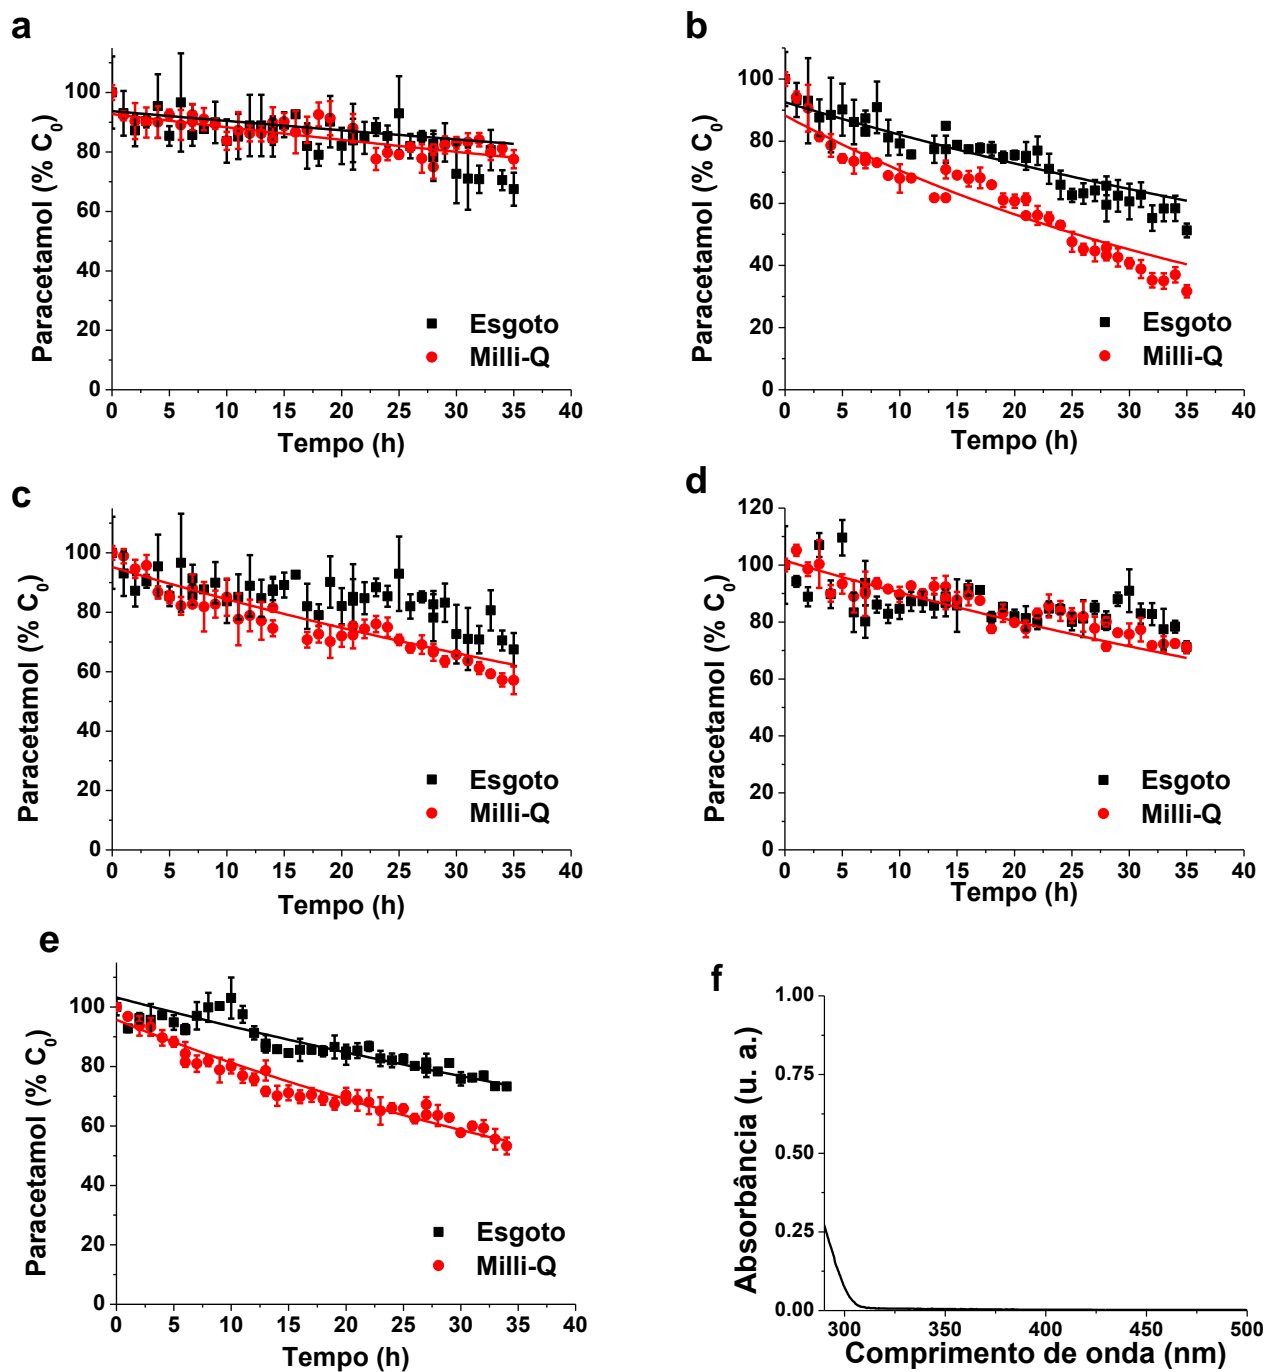 a
Paracetamol (% C₀)
100
80
60
40
20
0
Esgoto
Milli-Q
0 5 10 15 20 25 30 35 40
Tempo (h)
b
Paracetamol (% C₀)
100
80
60
40
20
0
Esgoto
Milli-Q
0 5 10 15 20 25 30 35 40
Tempo (h)
c
Paracetamol (% C₀)
100
80
60
40
20
0
Esgoto
Milli-Q
0 5 10 15 20 25 30 35 40
Tempo (h)
d
Paracetamol (% C₀)
120
100
80
60
40
20
0
Esgoto
Milli-Q
0 5 10 15 20 25 30 35 40
Tempo (h)
e
Paracetamol (% C₀)
100
80
60
40
20
0
Esgoto
Milli-Q
0 5 10 15 20 25 30 35 40
Tempo (h)
f
Absorbância (u. a.)
1.00
0.75
0.50
0.25
0.00
300 350 400 450 500
Comprimento de onda (nm)